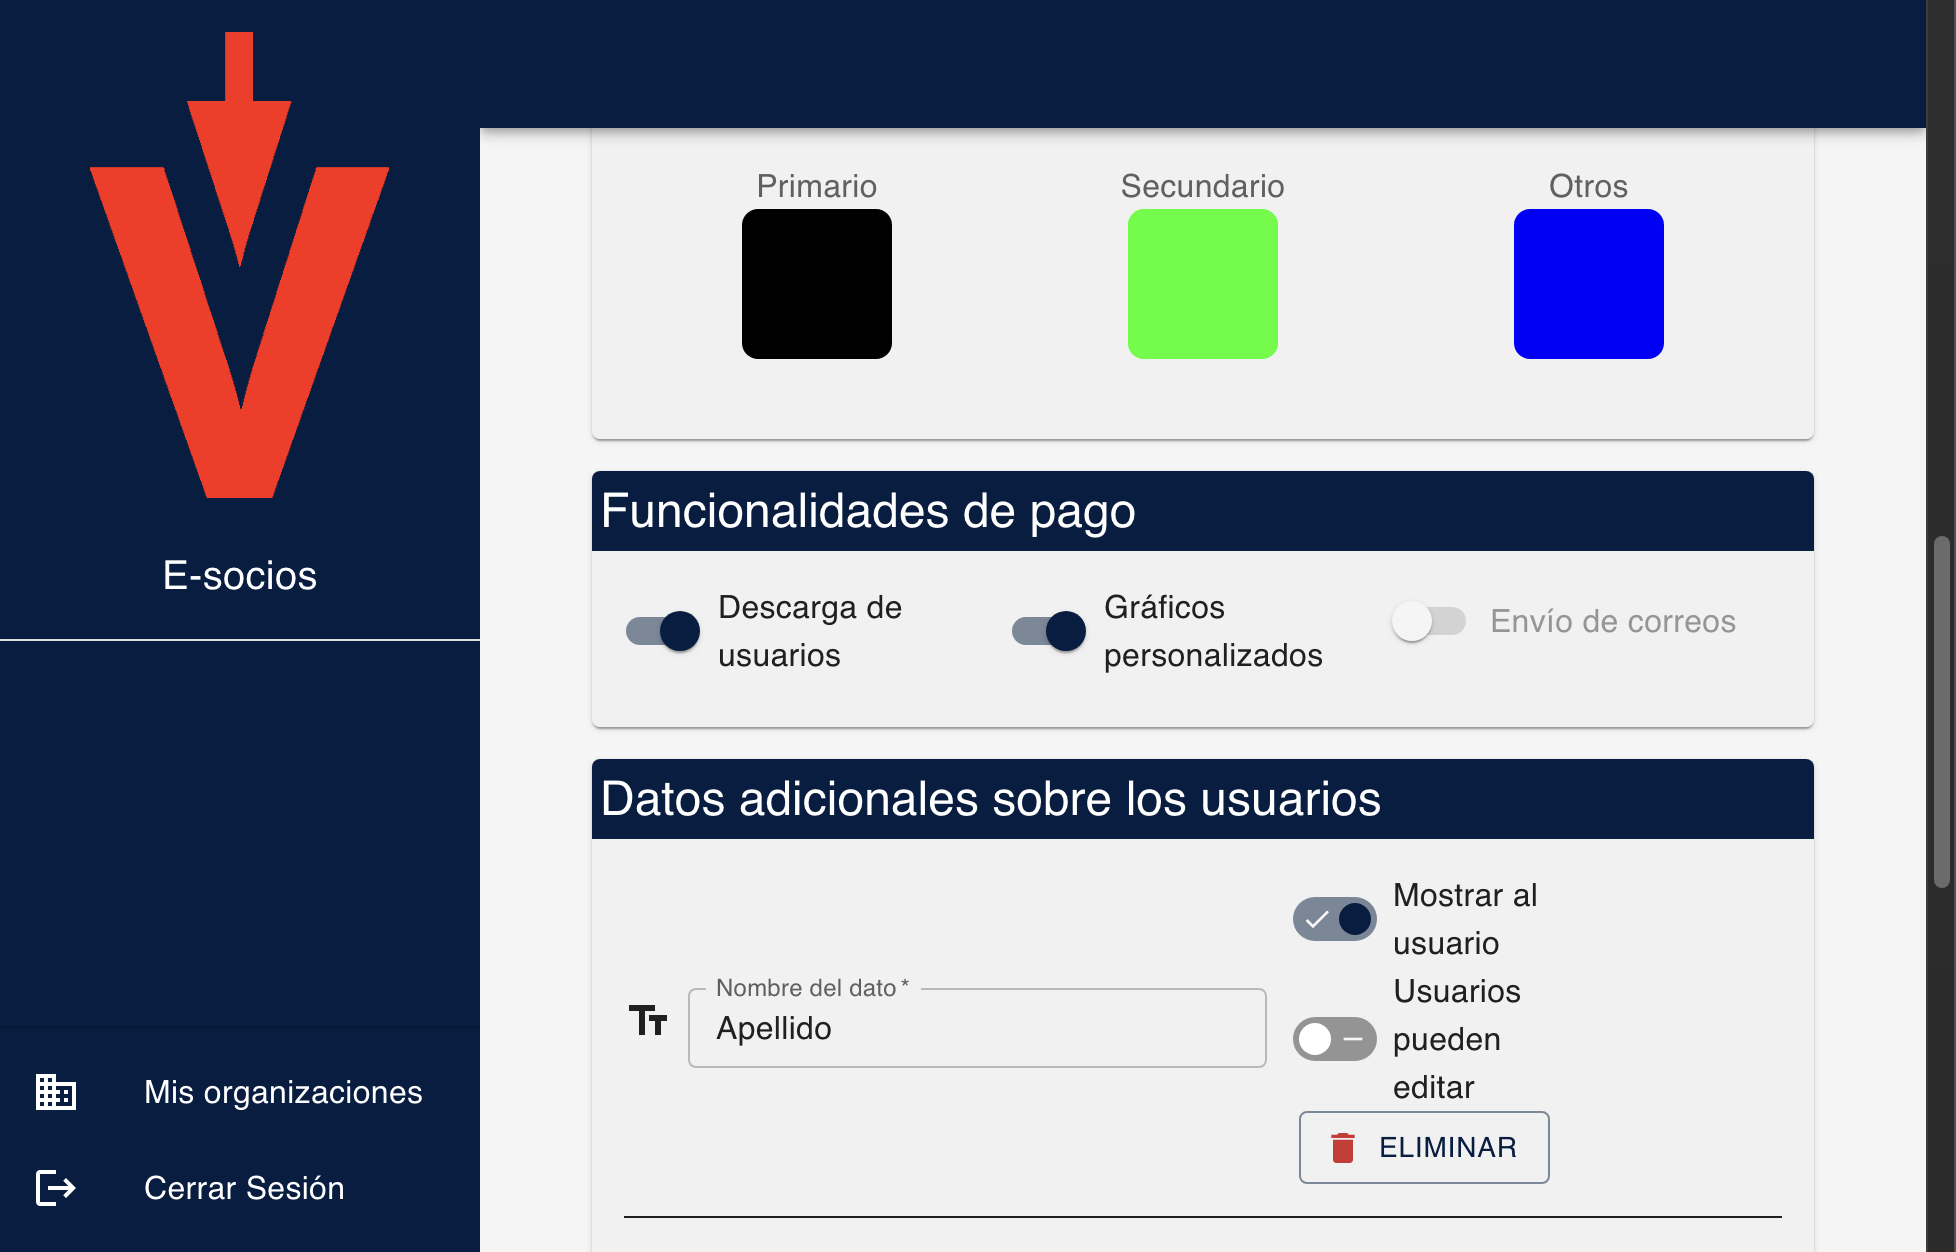 E-socios
Mis organizaciones
Cerrar Sesión
Primario
Secundario
Otros
Funcionalidades de pago
Descarga de
usuarios
Gráficos
personalizados
Envío de correos
Datos adicionales sobre los usuarios
Nombre del dato *
Apellido
Mostrar al
usuario
Usuarios
pueden
editar
ELIMINAR